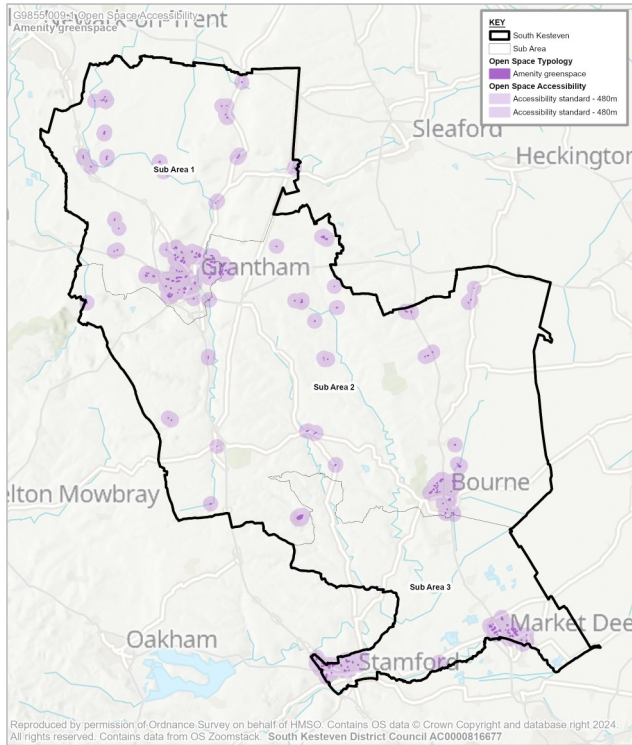 G9855.009-1 Open Space Accessibility
Amenity greenspace
Newark-on-Trent
KEY
South Kesteven
Sub Area
Open Space Typology
Amenity greenspace
Open Space Accessibility
Accessibility standard - 480m
Accessibility standard - 480m
Sleaford
Heckington
Sub Area 1
Grantham
Sub Area 2
elton Mowbray
Bourne
Sub Area 3
Market Dee
Oakham
Stamford
Reproduced by permission of Ordnance Survey on behalf of HMSO. Contains OS data © Crown Copyright and database right 2024.
All rights reserved. Contains data from OS Zoomstack. South Kesteven District Council AC0000816677